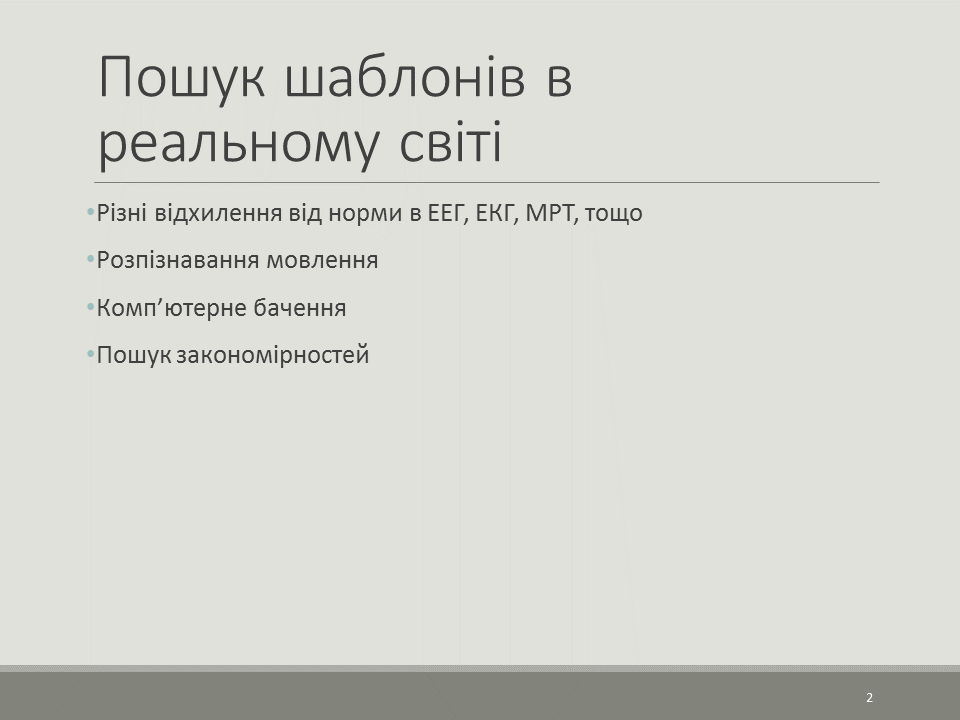 Пошук шаблонів в
реальному світі
•Різні відхилення від норми в ЕЕГ, ЕКГ, МРТ, тощо
•Розпізнавання мовлення
•Комп’ютерне бачення
•Пошук закономірностей
2